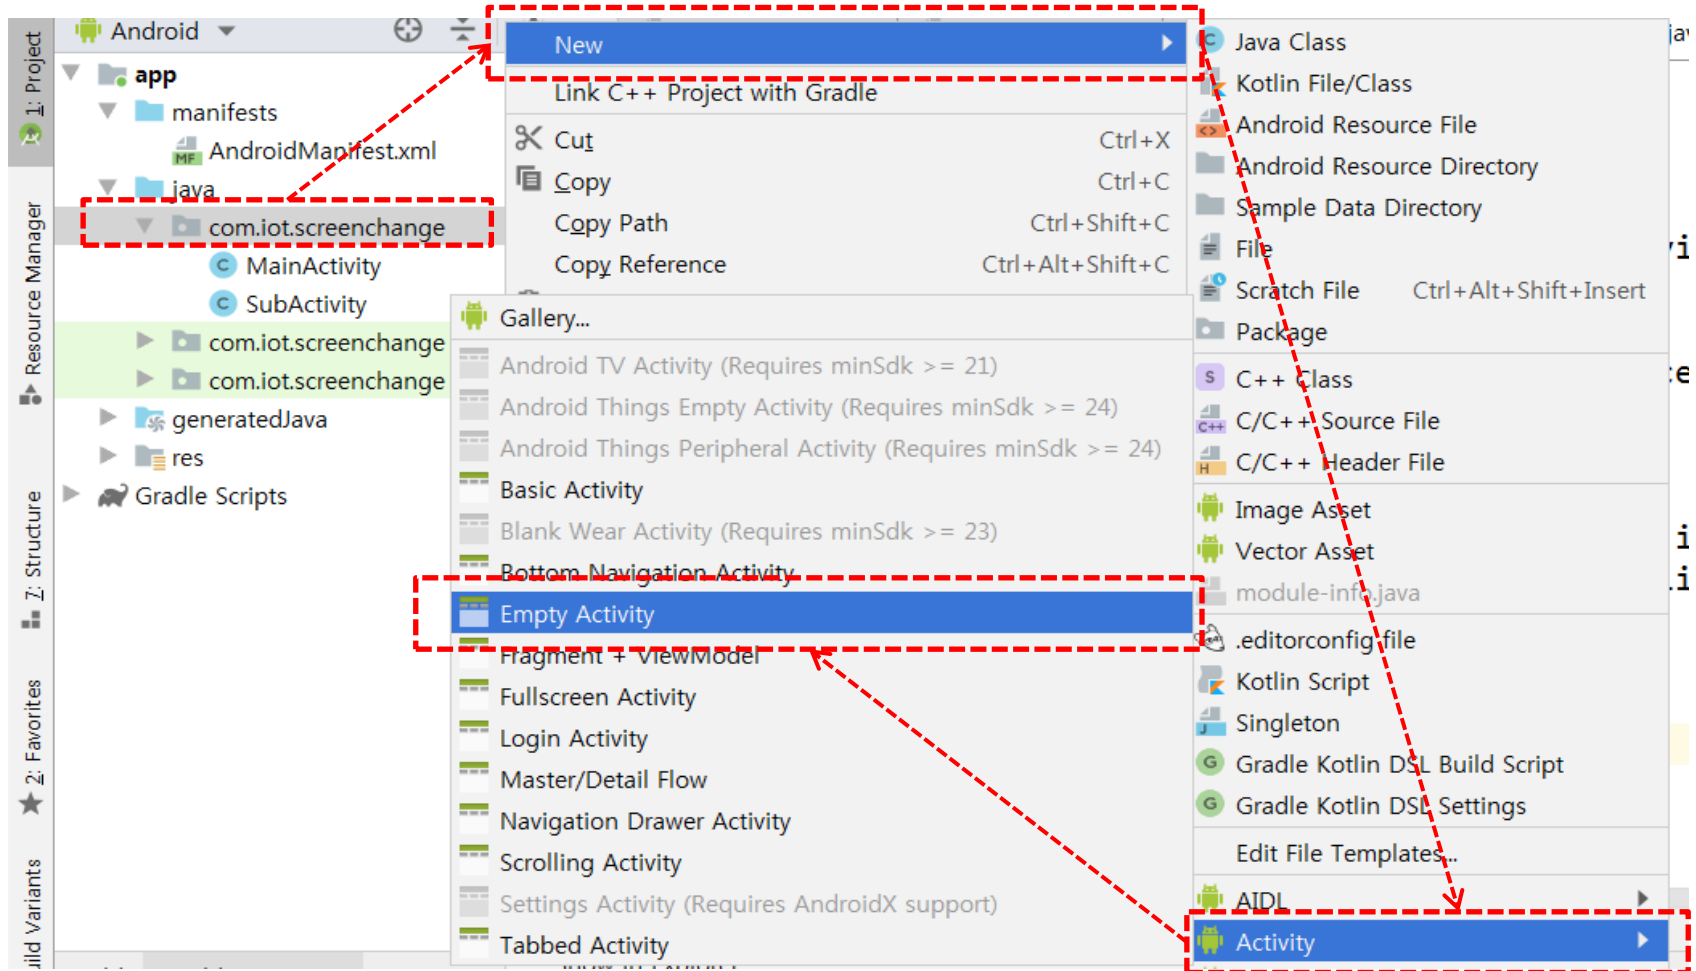 1: Project
Resource Manager
7: Structure
2: Favorites
Android
app
manifests
MF
AndroidManifest.xml
java
com.iot.screenchange
C MainActivity
C SubActivity
com.iot.screenchange
com.iot.screenchange
generatedJava
res
Gradle Scripts
New
Link C++ Project with Gradle
Cut Ctrl+X
Copy Ctrl+C
Copy Path Ctrl+Shift+C
Copy Reference Ctrl+Alt+Shift+C
Gallery...
Android TV Activity (Requires minSdk >= 21)
Android Things Empty Activity (Requires minSdk >= 24)
Android Things Peripheral Activity (Requires minSdk >= 24)
Basic Activity
Blank Wear Activity (Requires minSdk >= 23)
Bottom Navigation Activity
Empty Activity
Fragment + ViewModel
Fullscreen Activity
Login Activity
Master/Detail Flow
Navigation Drawer Activity
Scrolling Activity
Settings Activity (Requires AndroidX support)
Tabbed Activity
C Java Class
Kotlin File/Class
Android Resource File
Android Resource Directory
Sample Data Directory
File
Scratch File Ctrl+Alt+Shift+Insert
Package
S C++ Class
C++ C/C++ Source File
H C/C++ Header File
Image Asset
Vector Asset
module-info.java
.editorconfig file
Kotlin Script
J Singleton
G Gradle Kotlin DSL Build Script
G Gradle Kotlin DSL Settings
Edit File Templates...
AIDL
Activity